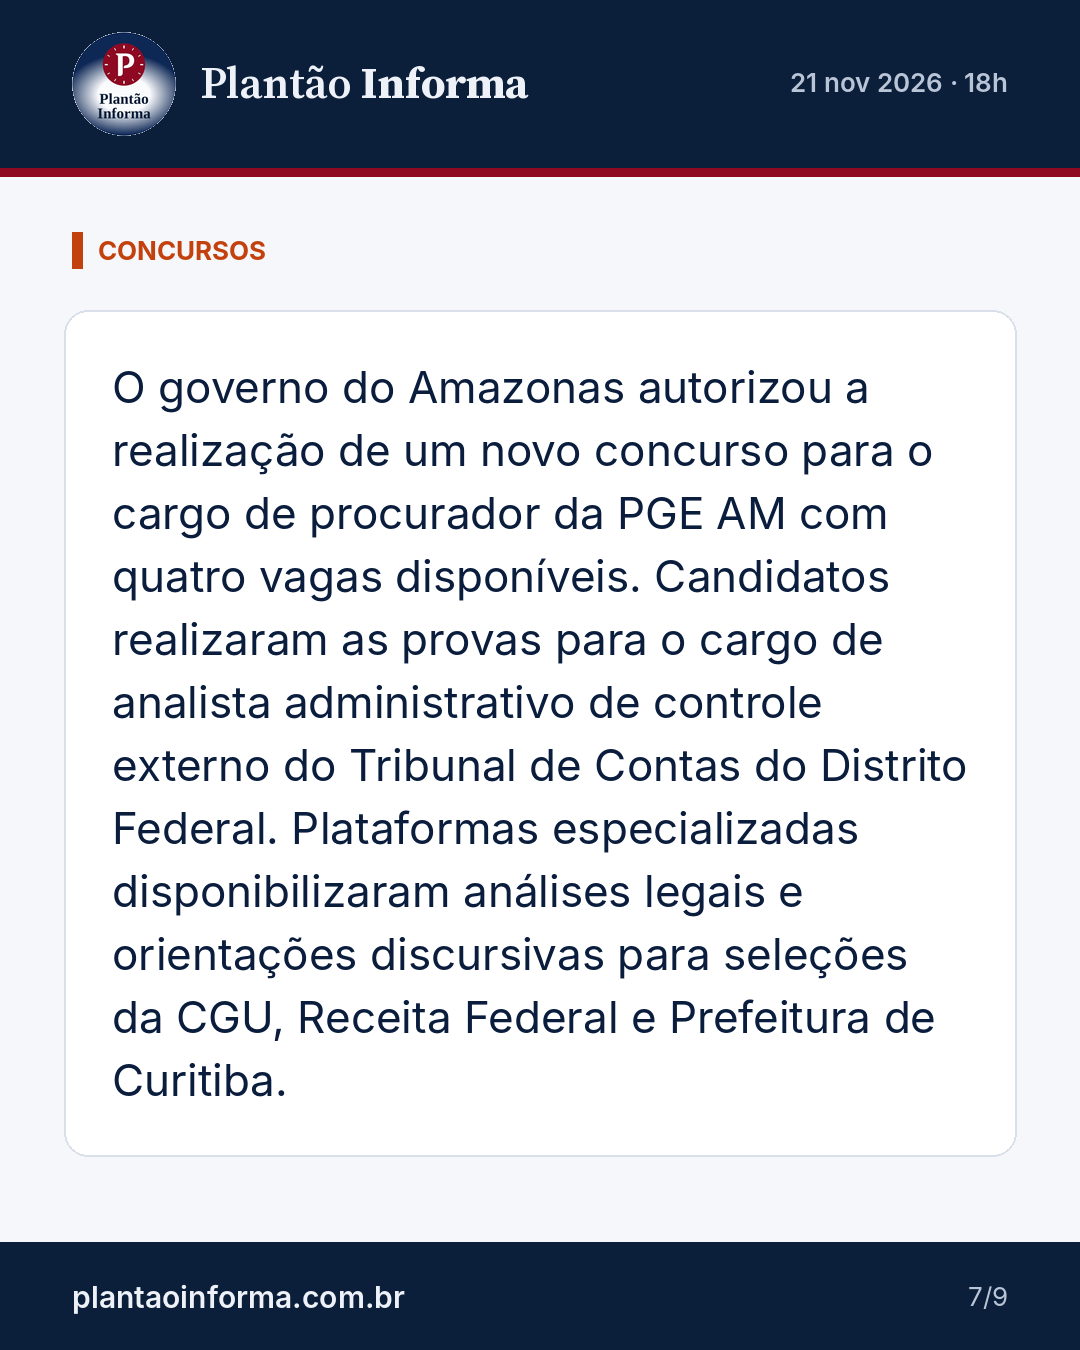 P
Plantão
Informa
Plantão Informa
21 nov 2026 · 18h
CONCURSOS
O governo do Amazonas autorizou a
realização de um novo concurso para o
cargo de procurador da PGE AM com
quatro vagas disponíveis. Candidatos
realizaram as provas para o cargo de
analista administrativo de controle
externo do Tribunal de Contas do Distrito
Federal. Plataformas especializadas
disponibilizaram análises legais e
orientações discursivas para seleções
da CGU, Receita Federal e Prefeitura de
Curitiba.
plantaoinforma.com.br
7/9